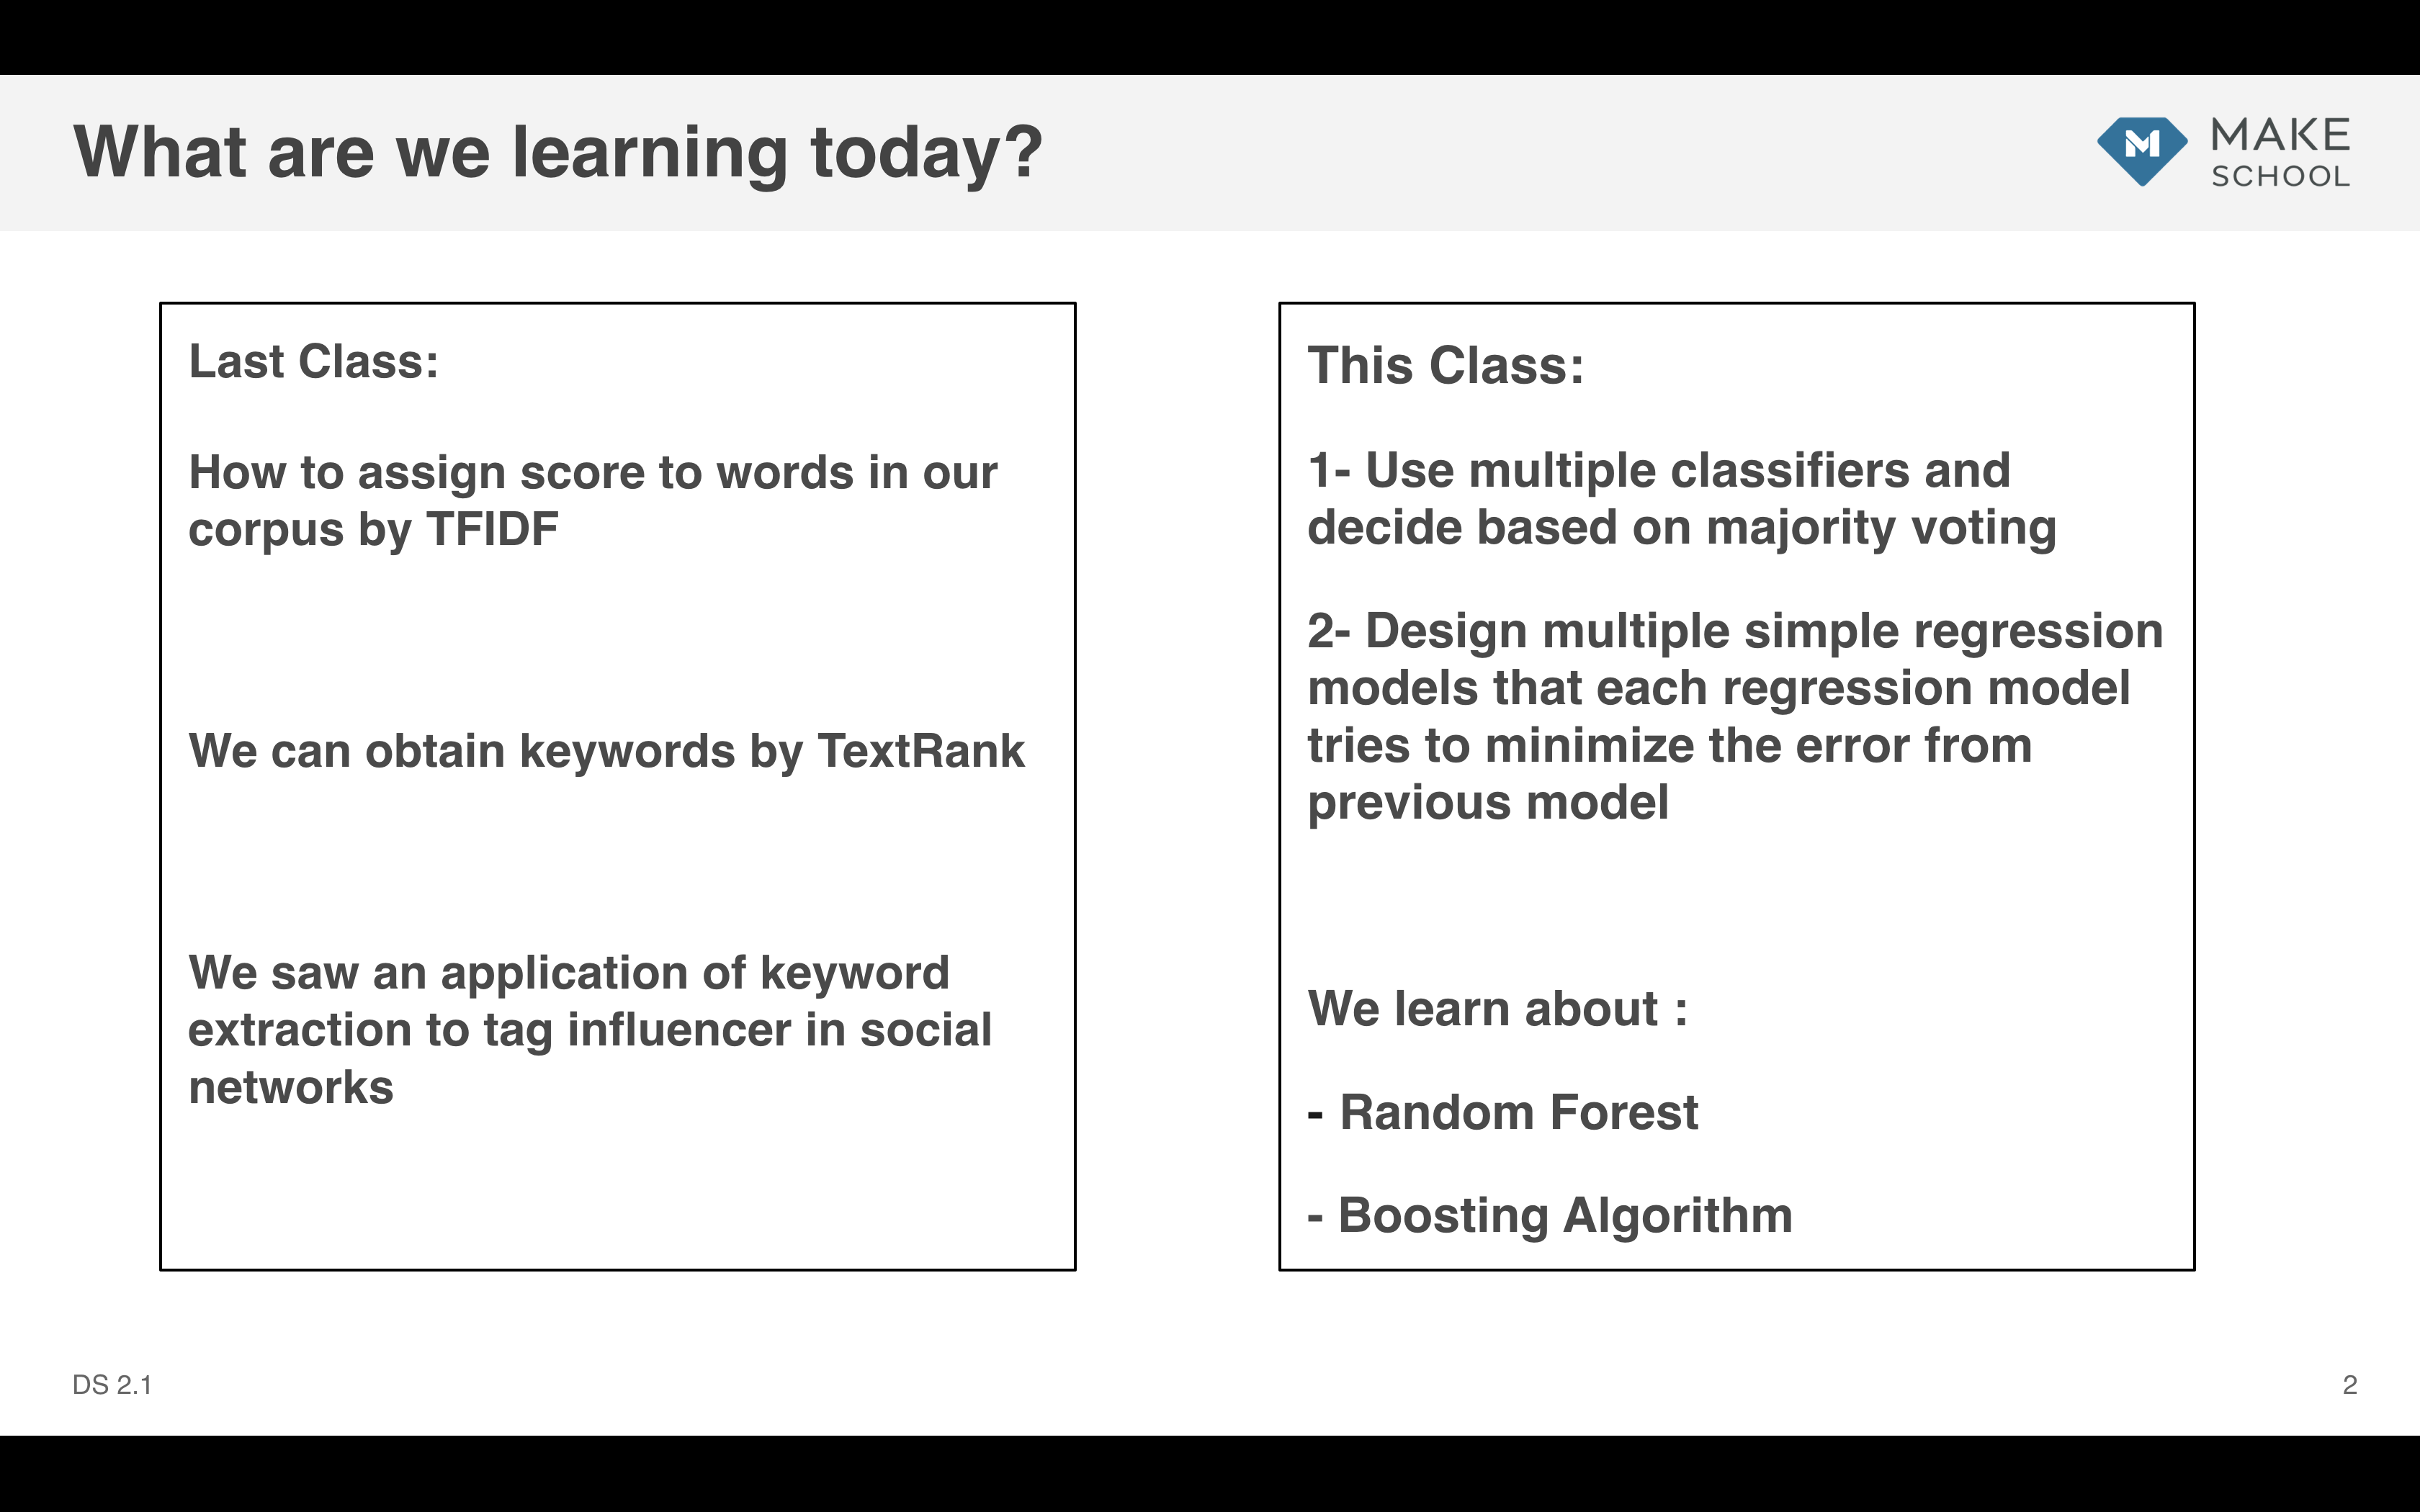 What are we learning today?
MAKE
SCHOOL
Last Class:
How to assign score to words in our
corpus by TFIDF
We can obtain keywords by TextRank
We saw an application of keyword
extraction to tag influencer in social
networks
This Class:
1- Use multiple classifiers and
decide based on majority voting
2- Design multiple simple regression
models that each regression model
tries to minimize the error from
previous model
We learn about :
- Random Forest
- Boosting Algorithm
DS 2.1
2